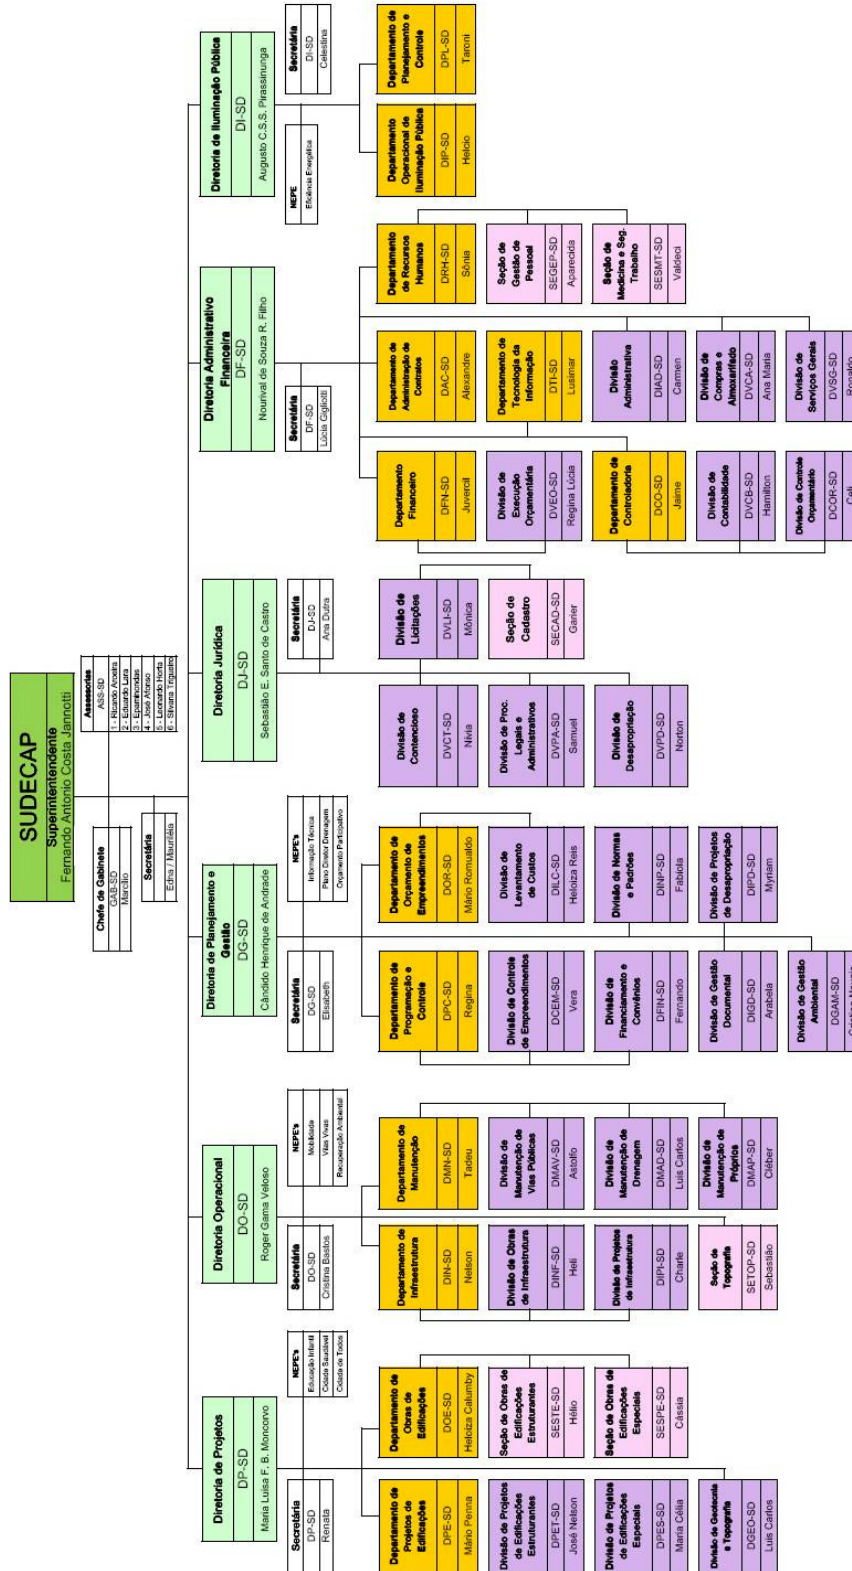 SUDECAP
Superintentendente
Fernando Antonio Costa Jannotti
Chefe de Gabinete
GAB-SD
Marcílio
Assessorias
ASS-SD
1 - Ricardo Aroeira
2 - Eduardo Lara
3 - Epaminondas
4 - José Afonso
5 - Leonardo Horta
6 - Silvana Trigueiro
Secretária
Edna / Mauriléia
Diretoria de Projetos
DP-SD
Maria Luisa F. B. Moncorvo
Secretária
DP-SD
Renata
NEPE's
Educação Infantil
Cidade Saudável
Cidade de Todos
Departamento de
Projetos de
Edificações
DPE-SD
Mário Penna
Divisão de Projetos
de Edificações
Estruturantes
DPET-SD
José Nelson
Divisão de Projetos
de Edificações
Especiais
DPES-SD
Maria Célia
Divisão de Geotecnia
e Topografia
DGEO-SD
Luis Carlos
Departamento de
Obras de
Edificações
DOE-SD
Heloiza Calumby
Seção de Obras de
Edificações
Estruturantes
SESTE-SD
Hélio
Seção de Obras de
Edificações
Especiais
SESPE-SD
Cássia
Diretoria Operacional
DO-SD
Roger Gama Veloso
Secretária
DO-SD
Cristina Bastos
NEPE's
Mobilidade
Vilas Vivas
Recuperação Ambiental
Departamento de
Infraestrutura
DIN-SD
Nelson
Divisão de Obras
de Infraestrutura
DINF-SD
Heli
Divisão de Projetos
de Infraestrutura
DIPI-SD
Charle
Seção de
Topografia
SETOP-SD
Sebastião
Departamento de
Manutenção
DMN-SD
Tadeu
Divisão de
Manutenção de
Vias Públicas
DMAV-SD
Astolfo
Divisão de
Manutenção de
Drenagem
DMAD-SD
Luis Carlos
Divisão de
Manutenção de
Próprios
DMAP-SD
Cléber
Diretoria de Planejamento e
Gestão
DG-SD
Cândido Henrique de Andrade
Secretária
DG-SD
Elisabeth
NEPE's
Informação Técnica
Plano Diretor Drenagem
Orçamento Participativo
Departamento de
Programação e
Controle
DPC-SD
Regina
Divisão de Controle
de Empreendimentos
DCEM-SD
Vera
Divisão de
Financiamento e
Convênios
DFIN-SD
Fernando
Divisão de Gestão
Documental
DIGD-SD
Arabela
Divisão de Gestão
Ambiental
DGAM-SD
Departamento de
Orçamento de
Empreendimentos
DOR-SD
Mário Romualdo
Divisão de
Levantamento
de Custos
DILC-SD
Heloiza Reis
Divisão de Normas
e Padrões
DINP-SD
Fabíola
Divisão de Projetos
de Desapropriação
DIPD-SD
Myriam
Diretoria Jurídica
DJ-SD
Sebastião E. Santo de Castro
Secretária
DJ-SD
Ana Dutra
Divisão de
Contencioso
DVCT-SD
Nívia
Divisão de Proc.
Legais e
Administrativos
DVPA-SD
Samuel
Divisão de
Desapropriação
DVPD-SD
Norton
Divisão de
Licitações
DVLI-SD
Mônica
Seção de
Cadastro
SECAD-SD
Ganer
Diretoria Administrativo
Financeira
DF-SD
Nourival de Souza R. Filho
Secretária
DF-SD
Lúcia Gigliotti
Departamento
Financeiro
DFN-SD
Juvercil
Divisão de
Execução
Orçamentária
DVEO-SD
Regina Lúcia
Departamento de
Controladoria
DCO-SD
Jaime
Divisão de
Contabilidade
DVCB-SD
Hamilton
Divisão de Controle
Orçamentário
DCOR-SD
Celi
Departamento de
Administração de
Contratos
DAC-SD
Alexandre
Departamento de
Tecnologia da
Informação
DTI-SD
Lusimar
Divisão
Administrativa
DIAD-SD
Carmen
Divisão de
Compras e
Almoxarifado
DVCA-SD
Ana Maria
Divisão de
Serviços Gerais
DVSG-SD
Ronaldo
Departamento
de Recursos
Humanos
DRH-SD
Sônia
Seção de
Gestão de
Pessoal
SEGEP-SD
Aparecida
Seção de
Medicina e Seg.
Trabalho
SESMT-SD
Valdeci
Diretoria de Iluminação Pública
DI-SD
Augusto C.S.S. Pirassinunga
Secretária
DI-SD
Celestina
NEPE
Eficiência Energética
Departamento
Operacional de
Iluminação Pública
DIP-SD
Helcio
Departamento de
Planejamento e
Controle
DPL-SD
Taroni